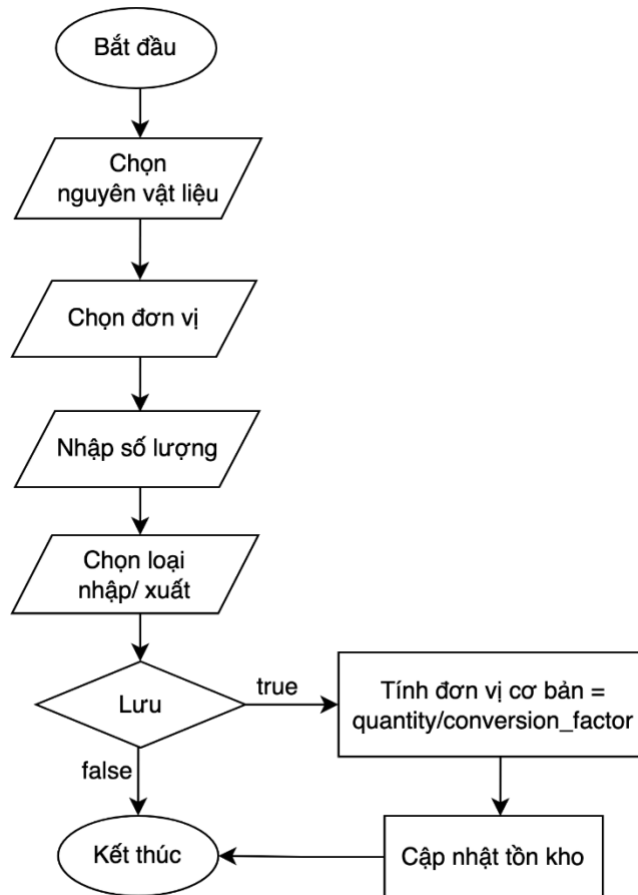 Bắt đầu
Chọn
nguyên vật liệu
Chọn đơn vị
Nhập số lượng
Chọn loại
nhập/ xuất
Lưu
true
Tính đơn vị cơ bản =
quantity/conversion_factor
false
Kết thúc
Cập nhật tồn kho